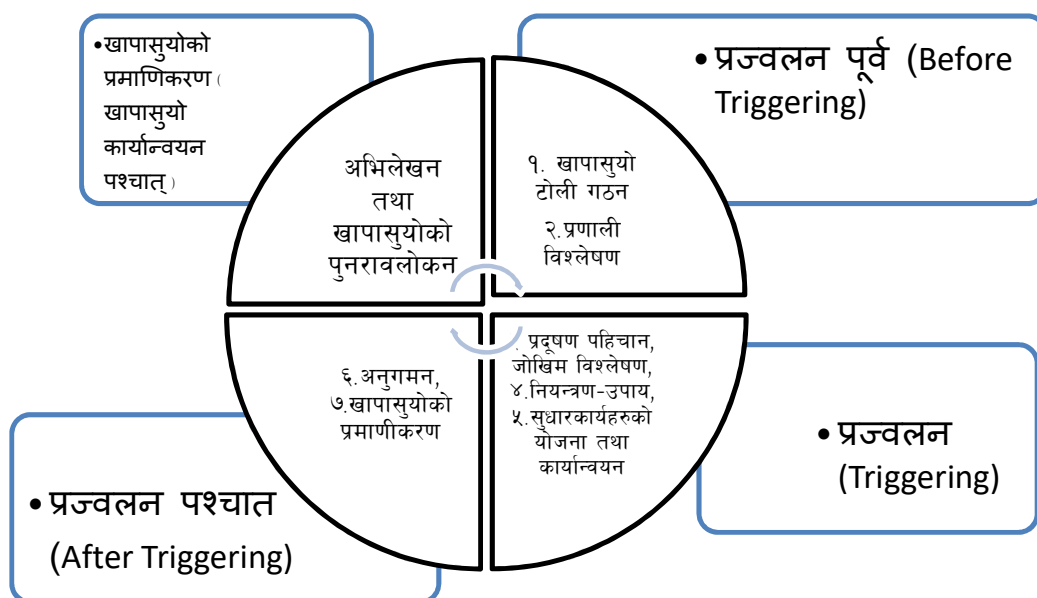 •खापासुयोको
प्रमाणिकरण (
खापासुयो
कार्यान्वयन
पश्चात् )
• प्रज्वलन पूर्व (Before
Triggering)
अभिलेखन
तथा
खापासुयोको
पुनरावलोकन
१. खापासुयो
टोली गठन
२.प्रणाली
विश्लेषण
६.अनुगमन,
७.खापासुयोको
प्रमाणीकरण
. प्रदूषण पहिचान,
जोखिम विश्लेषण,
४.नियन्त्रण-उपाय,
५.सुधारकार्यहरुको
योजना तथा
कार्यान्वयन
• प्रज्वलन पश्चात
(After Triggering)
• प्रज्वलन
(Triggering)